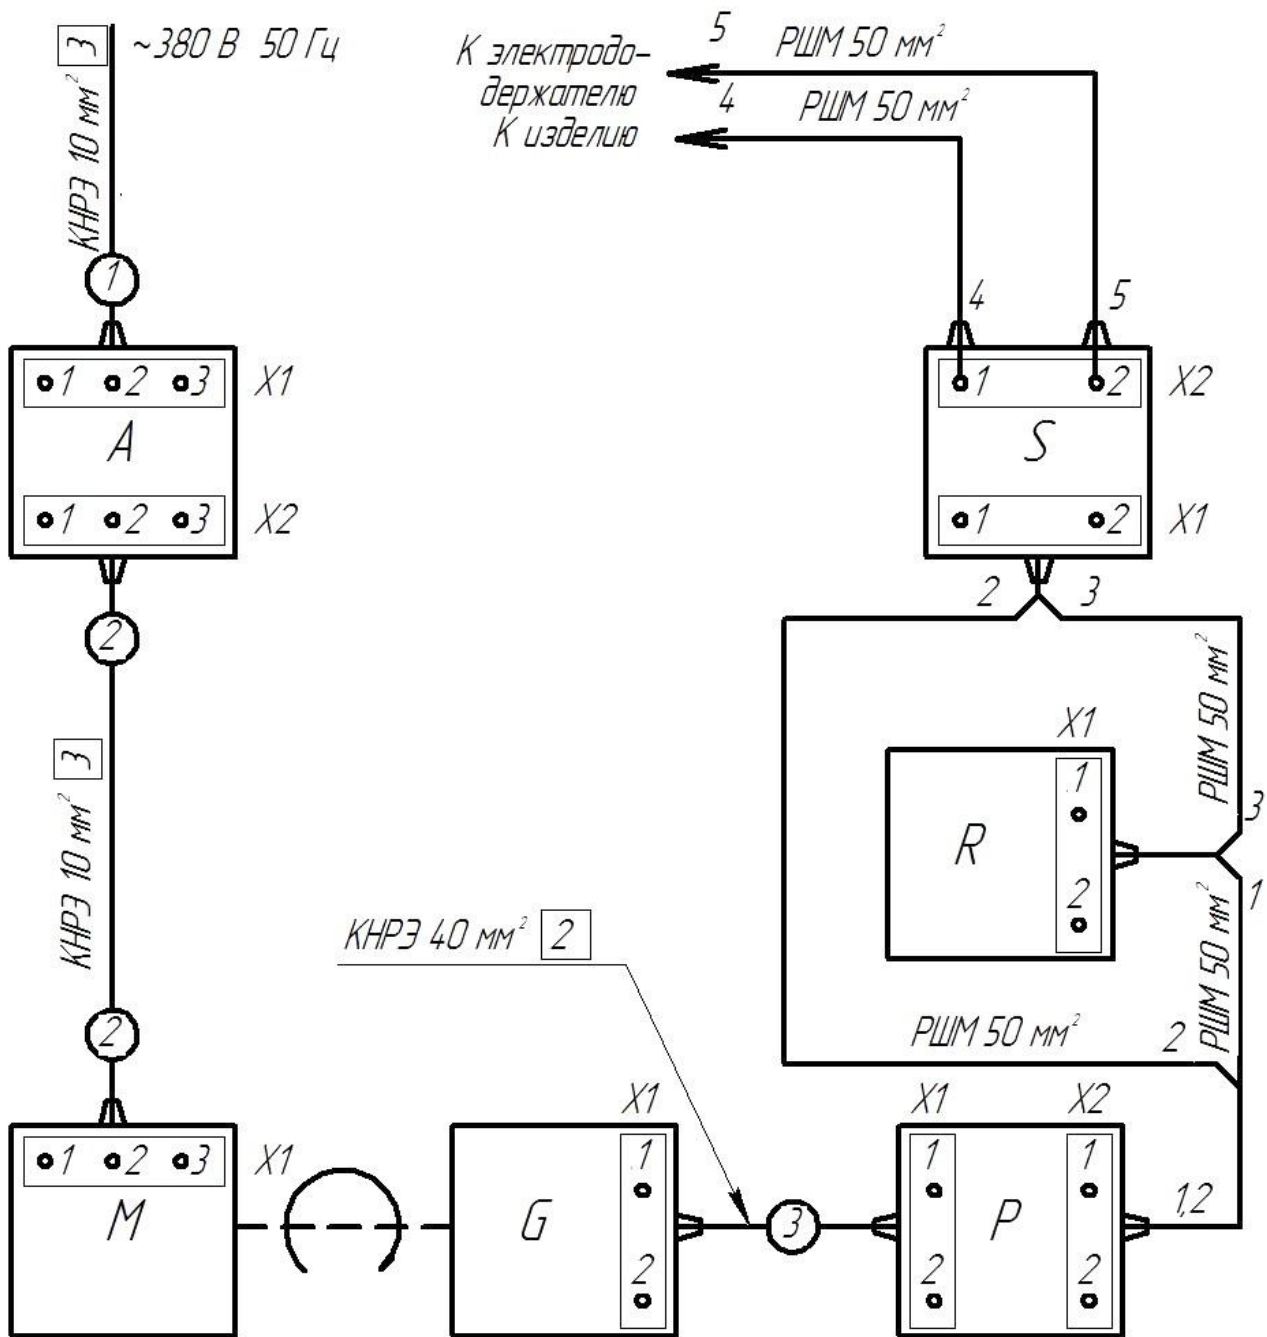 3
~380 В 50 Гц
КНРЭ 10 мм²
1
К электродо-
держателю
К изделию
5
РШМ 50 мм²
4
РШМ 50 мм²
1 2 3
X1
A
1 2 3
X2
2
4
5
1 2
X2
S
1 2
X1
2
3
КНРЭ 10 мм² 3
2
X1
1
R
2
РШМ 50 мм²
3
1
РШМ 50 мм²
РШМ 50 мм²
2
КНРЭ 40 мм² 2
1 2 3
X1
M
X1
1
G
2
3
X1
X2
1
1
P
2
2
1,2